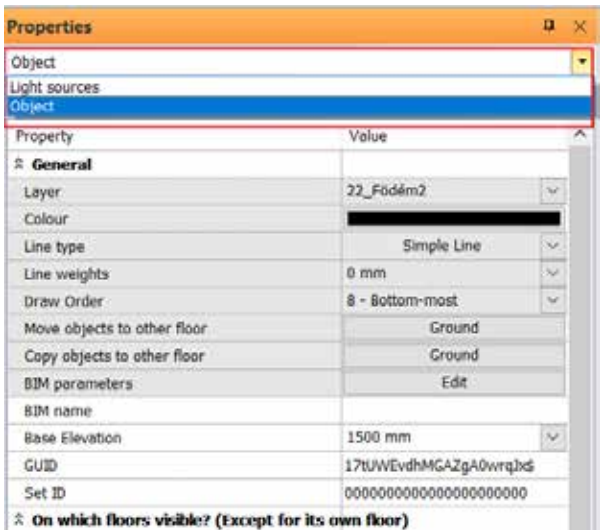 Properties
Object
Light sources
Object
Property Value
General
Layer 22_Födém2
Colour
Line type Simple Line
Line weights 0 mm
Draw Order 8 - Bottom-most
Move objects to other floor Ground
Copy objects to other floor Ground
BIM parameters Edit
BIM name
Base Elevation 1500 mm
GUID
Set ID 0000000000000000000000
On which floors visible? (Except for its own floor)